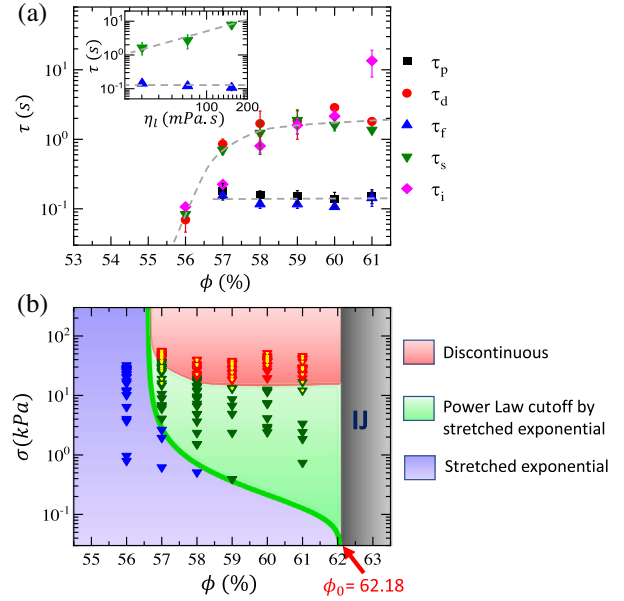 (a)
τ (s)
10²
10¹
10⁰
10⁻¹
53 54 55 56 57 58 59 60 61
ϕ (%)
τ (s)
10²
10¹
10⁰
10⁻¹
100 200
η_l (mPa.s)
τ_p
τ_d
τ_f
τ_s
τ_i
(b)
σ(kPa)
10²
10¹
10⁰
10⁻¹
55 56 57 58 59 60 61 62 63
ϕ (%)
IJ
ϕ₀= 62.18
Discontinuous
Power Law cutoff by
stretched exponential
Stretched exponential